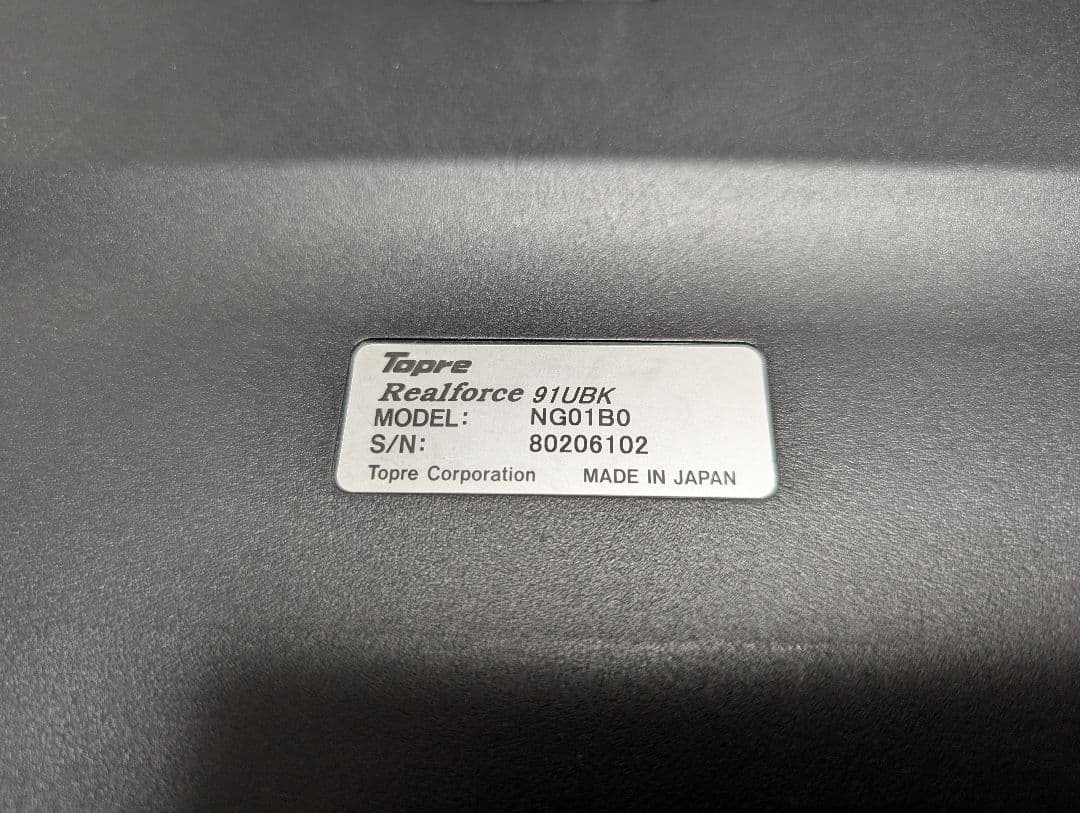 Topre
Realforce 91UBK
MODEL: NG01B0
S/N: 80206102
Topre Corporation MADE IN JAPAN